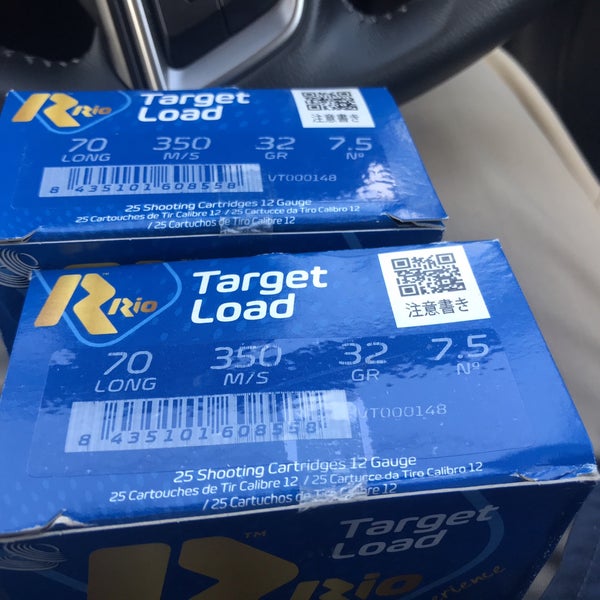 Rio
Target
Load
注意書き
70 350 32 7.5
LONG M/S GR Nº
8 435101 608558
VT000148
25 Shooting Cartridges 12 Gauge
25 Cartouches de Tir Calibre 12 / 25 Cartucce da Tiro Calibro 12
/ 25 Cartuchos de Tiro Calibre 12
Rio™
Target
Load
注意書き
70 350 32 7.5
LONG M/S GR Nº
8 435101 608558
VT000148
25 Shooting Cartridges 12 Gauge
25 Cartouches de Tir Calibre 12 / 25 Cartucce da Tiro Calibro 12
/ 25 Cartuchos de Tiro Calibre 12
™
Target
Load
Rio